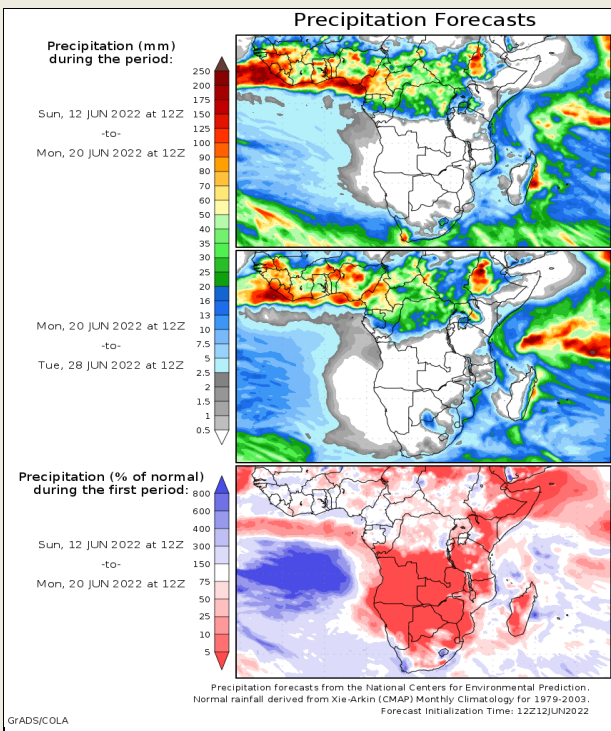 Precipitation Forecasts
Precipitation (mm)
during the period:
Sun, 12 JUN 2022 at 12Z
-to-
Mon, 20 JUN 2022 at 12Z
250
200
175
150
125
100
90
80
70
60
50
40
35
30
25
20
16
13
10
7.5
5
2.5
2
1.5
1
0.5
Mon, 20 JUN 2022 at 12Z
-to-
Tue, 28 JUN 2022 at 12Z
Precipitation (% of normal)
during the first period:
Sun, 12 JUN 2022 at 12Z
-to-
Mon, 20 JUN 2022 at 12Z
800
600
400
300
150
75
50
25
10
5
Precipitation forecasts from the National Centers for Environmental Prediction.
Normal rainfall derived from Xie-Arkin (CMAP) Monthly Climatology for 1979-2003.
Forecast Initialization Time: 12Z12JUN2022
GrADS/COLA